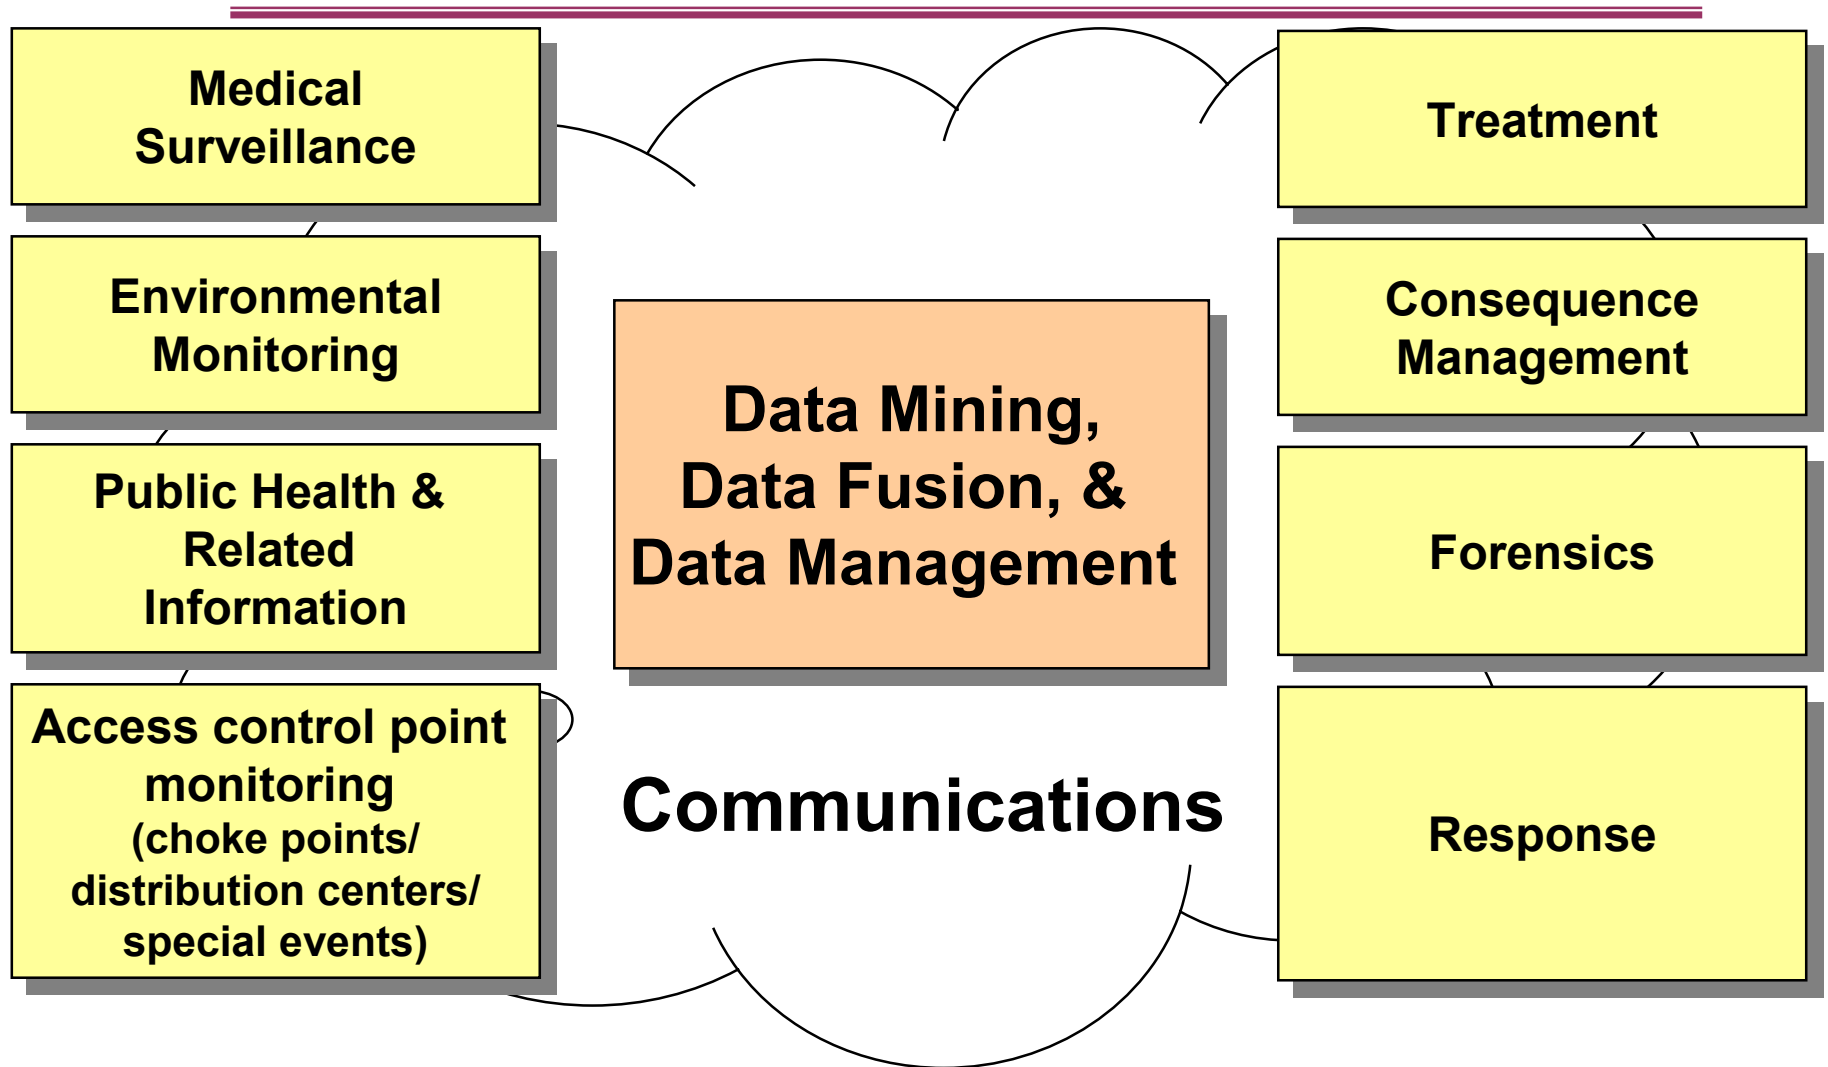 Medical
Surveillance
Environmental
Monitoring
Public Health &
Related
Information
Access control point
monitoring
(choke points/
distribution centers/
special events)
Data Mining,
Data Fusion, &
Data Management
Communications
Treatment
Consequence
Management
Forensics
Response